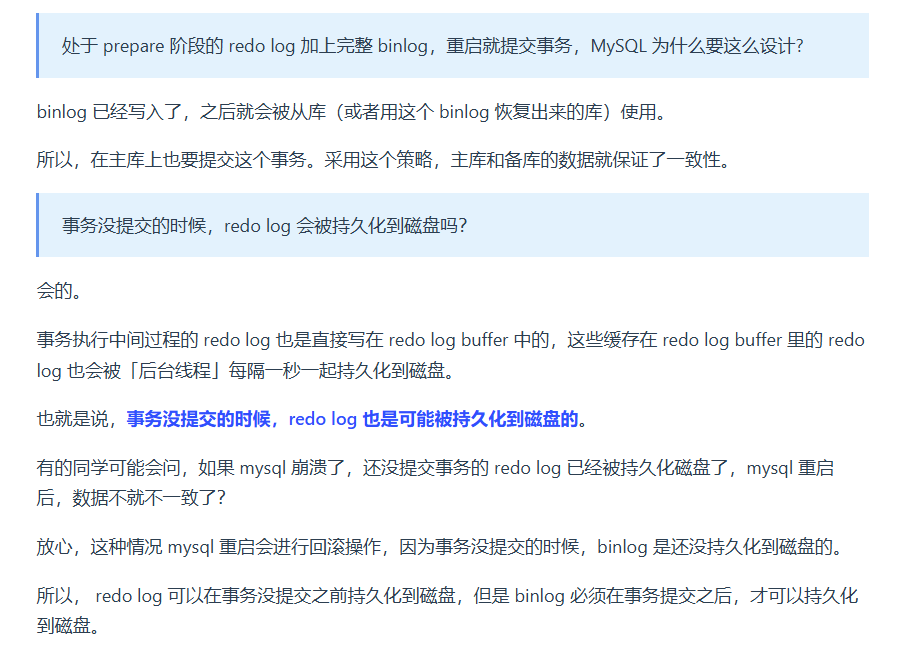 处于 prepare 阶段的 redo log 加上完整 binlog，重启就提交事务，MySQL 为什么要这么设计?
binlog 已经写入了，之后就会被从库（或者用这个 binlog 恢复出来的库）使用。
所以，在主库上也要提交这个事务。采用这个策略，主库和备库的数据就保证了一致性。
事务没提交的时候，redo log 会被持久化到磁盘吗?
会的。
事务执行中间过程的 redo log 也是直接写在 redo log buffer 中的，这些缓存在 redo log buffer 里的 redo
log 也会被「后台线程」每隔一秒一起持久化到磁盘。
也就是说，事务没提交的时候，redo log 也是可能被持久化到磁盘的。
有的同学可能会问，如果 mysql 崩溃了，还没提交事务的 redo log 已经被持久化磁盘了，mysql 重启
后，数据不就不一致了?
放心，这种情况 mysql 重启会进行回滚操作，因为事务没提交的时候，binlog 是还没持久化到磁盘的。
所以， redo log 可以在事务没提交之前持久化到磁盘，但是 binlog 必须在事务提交之后，才可以持久化
到磁盘。